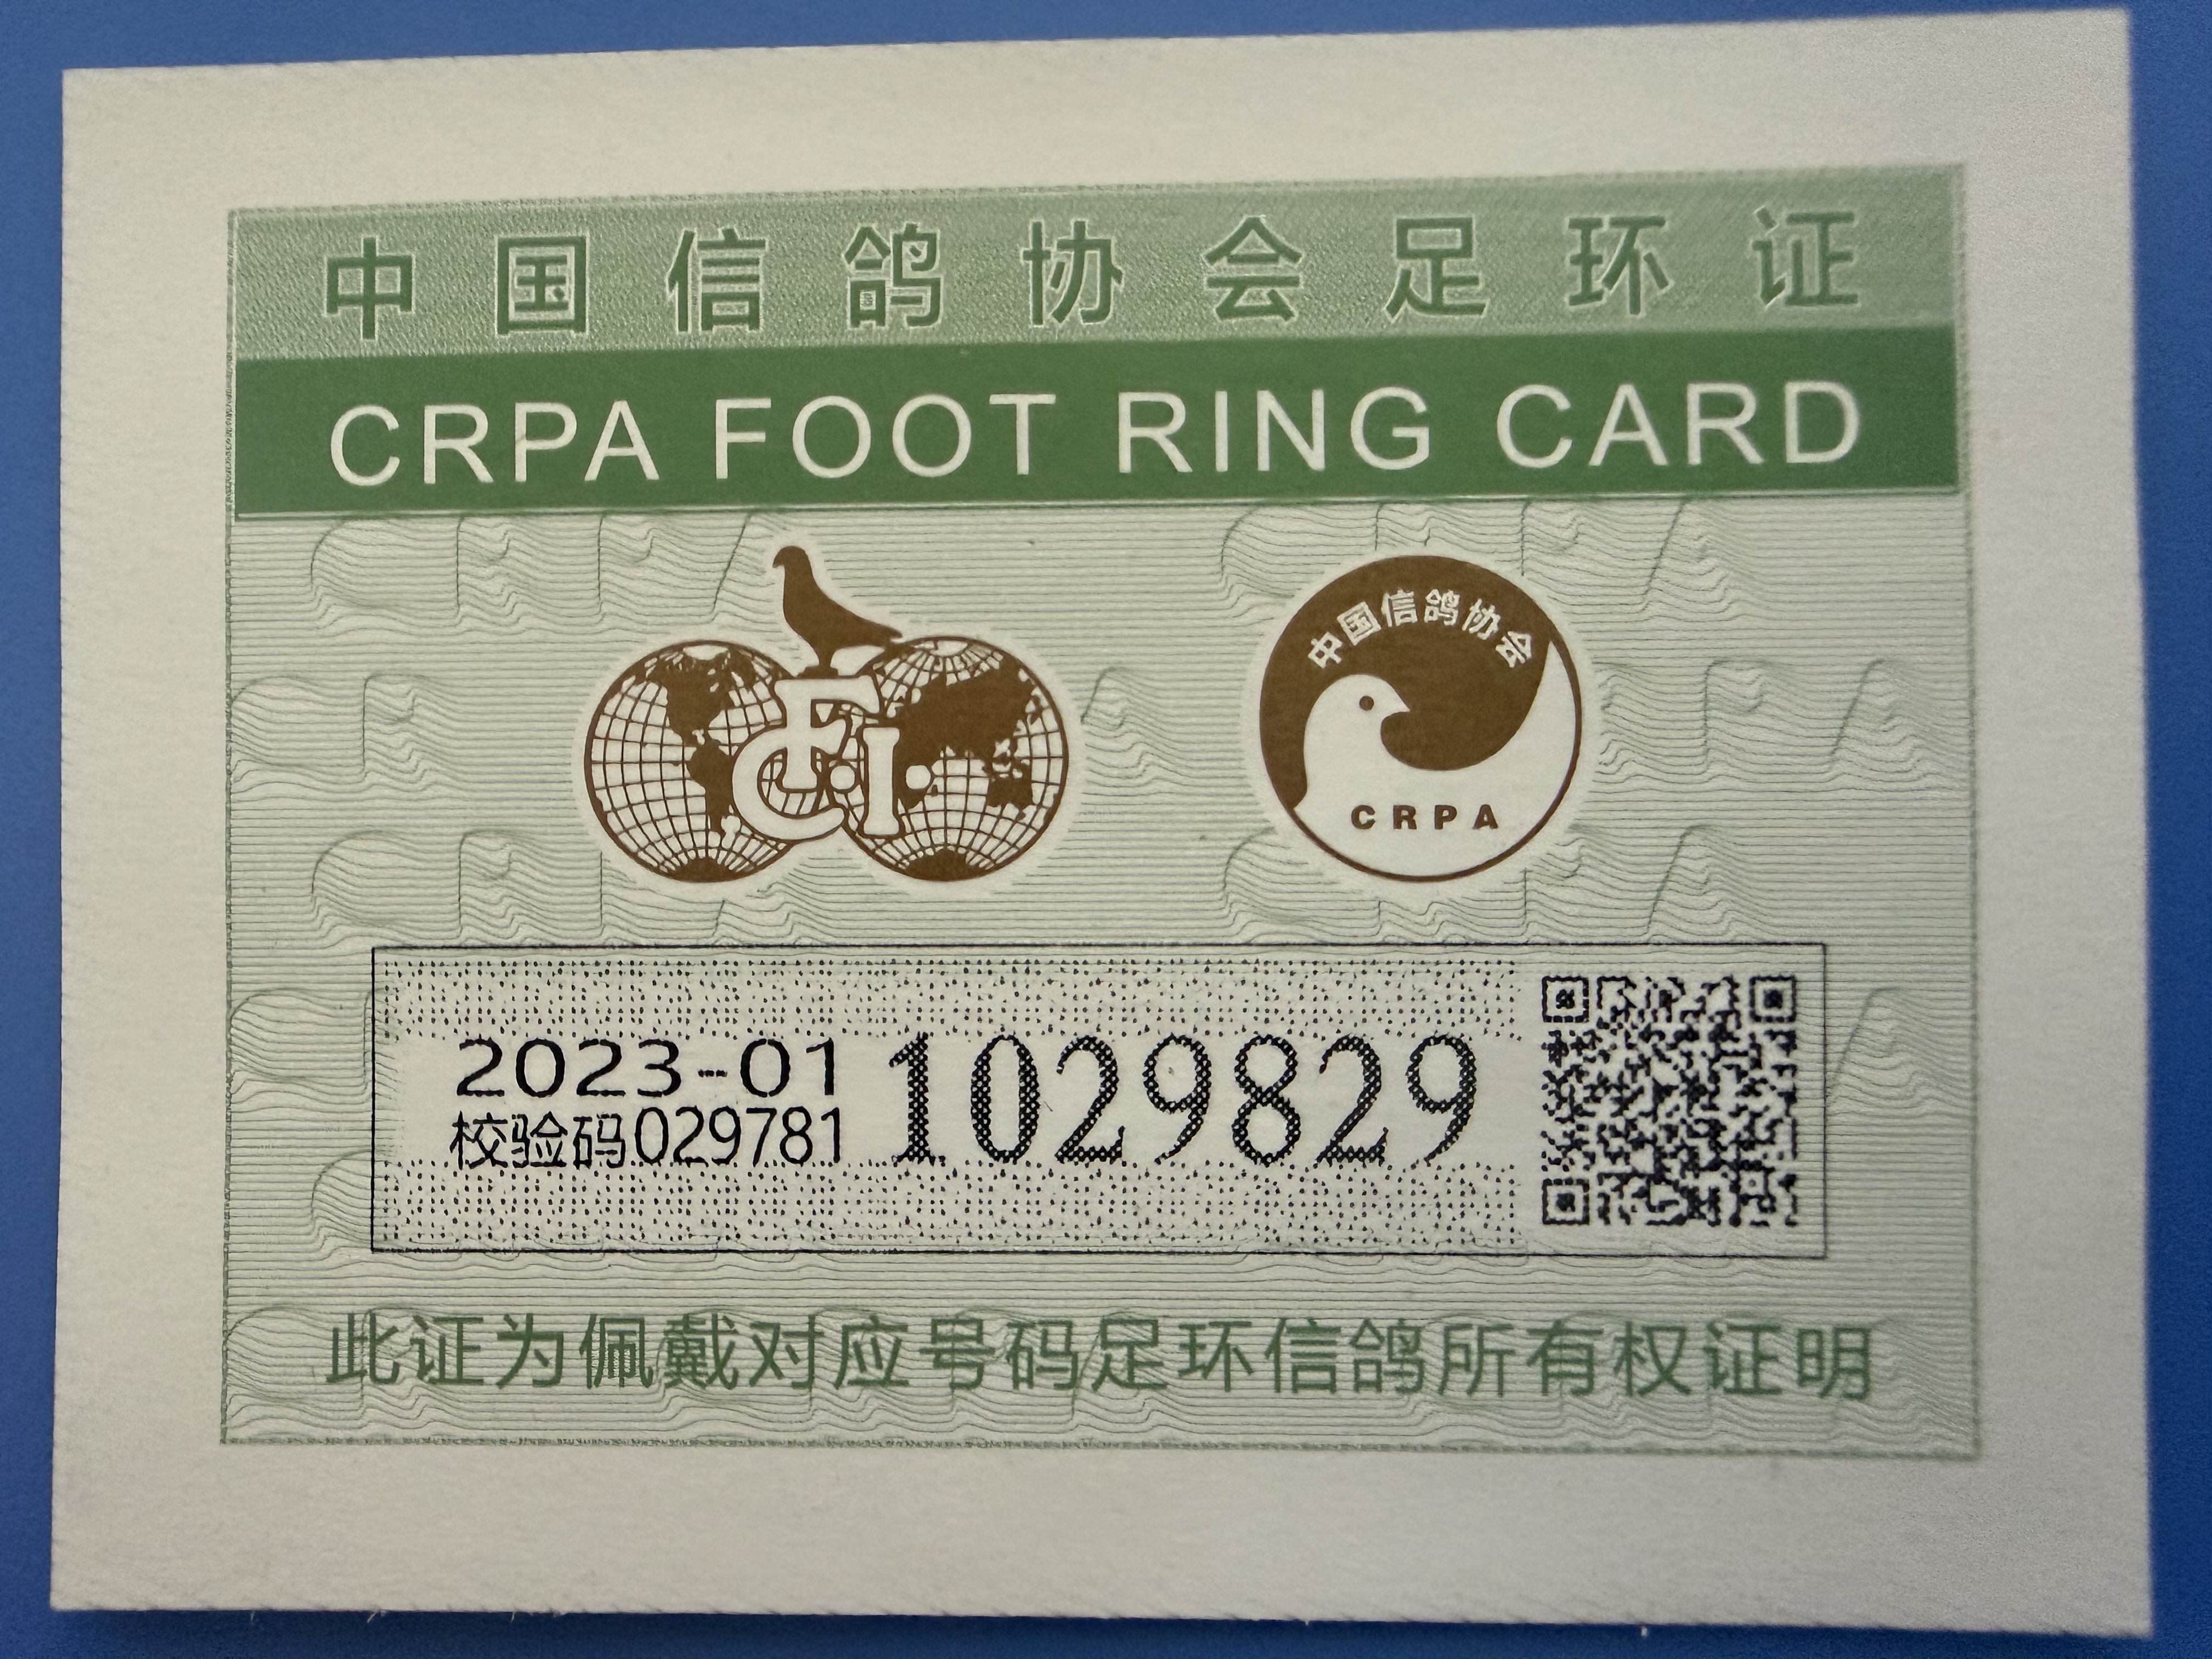 中国信鸽协会足环证
CRPA FOOT RING CARD
F.C.I.
中国信鸽协会
CRPA
2023-01
校验码029781
1029829
此证为佩戴对应号码足环信鸽所有权证明